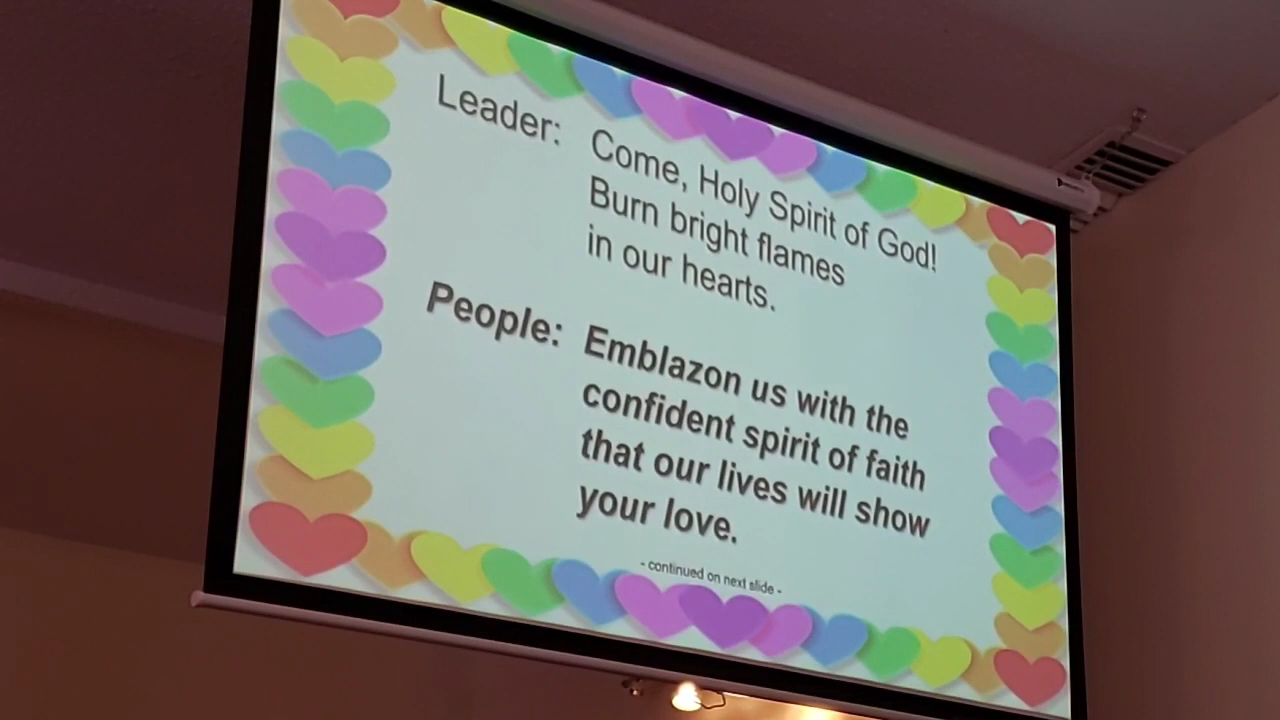 Leader: Come, Holy Spirit of God!
Burn bright flames
in our hearts.
People: Emblazon us with the
confident spirit of faith
that our lives will show
your love.
- continued on next slide -